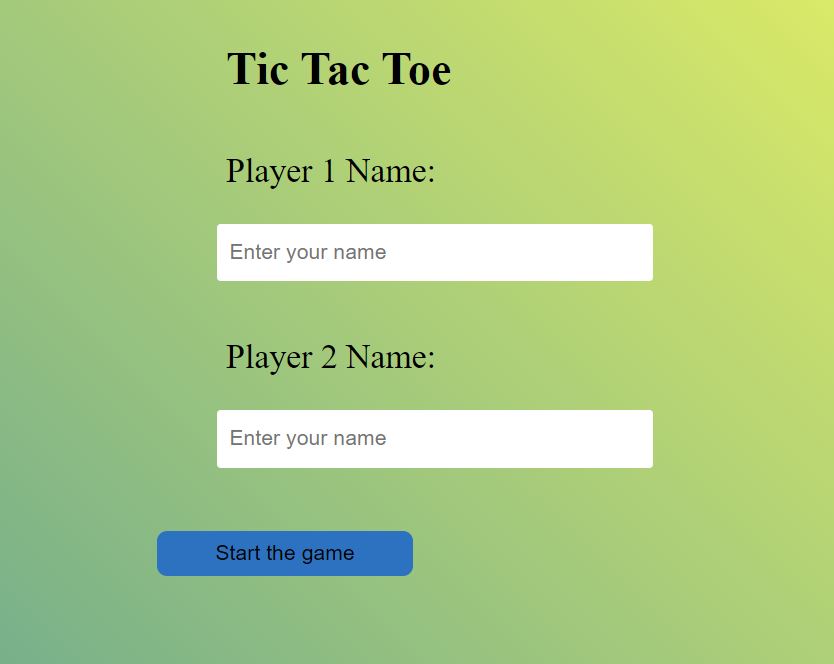 Tic Tac Toe
Player 1 Name:
Enter your name
Player 2 Name:
Enter your name
Start the game